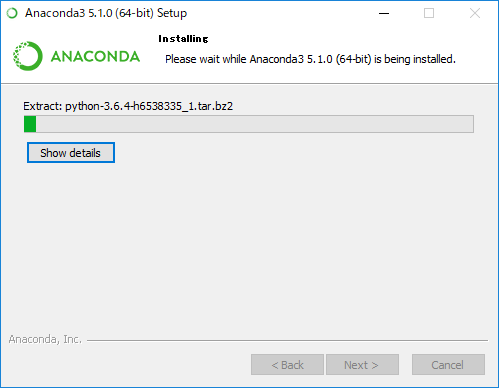 Anaconda3 5.1.0 (64-bit) Setup
Installing
Please wait while Anaconda3 5.1.0 (64-bit) is being installed.
ANACONDA
Extract: python-3.6.4-h6538335_1.tar.bz2
Show details
Anaconda, Inc.
< Back
Next >
Cancel